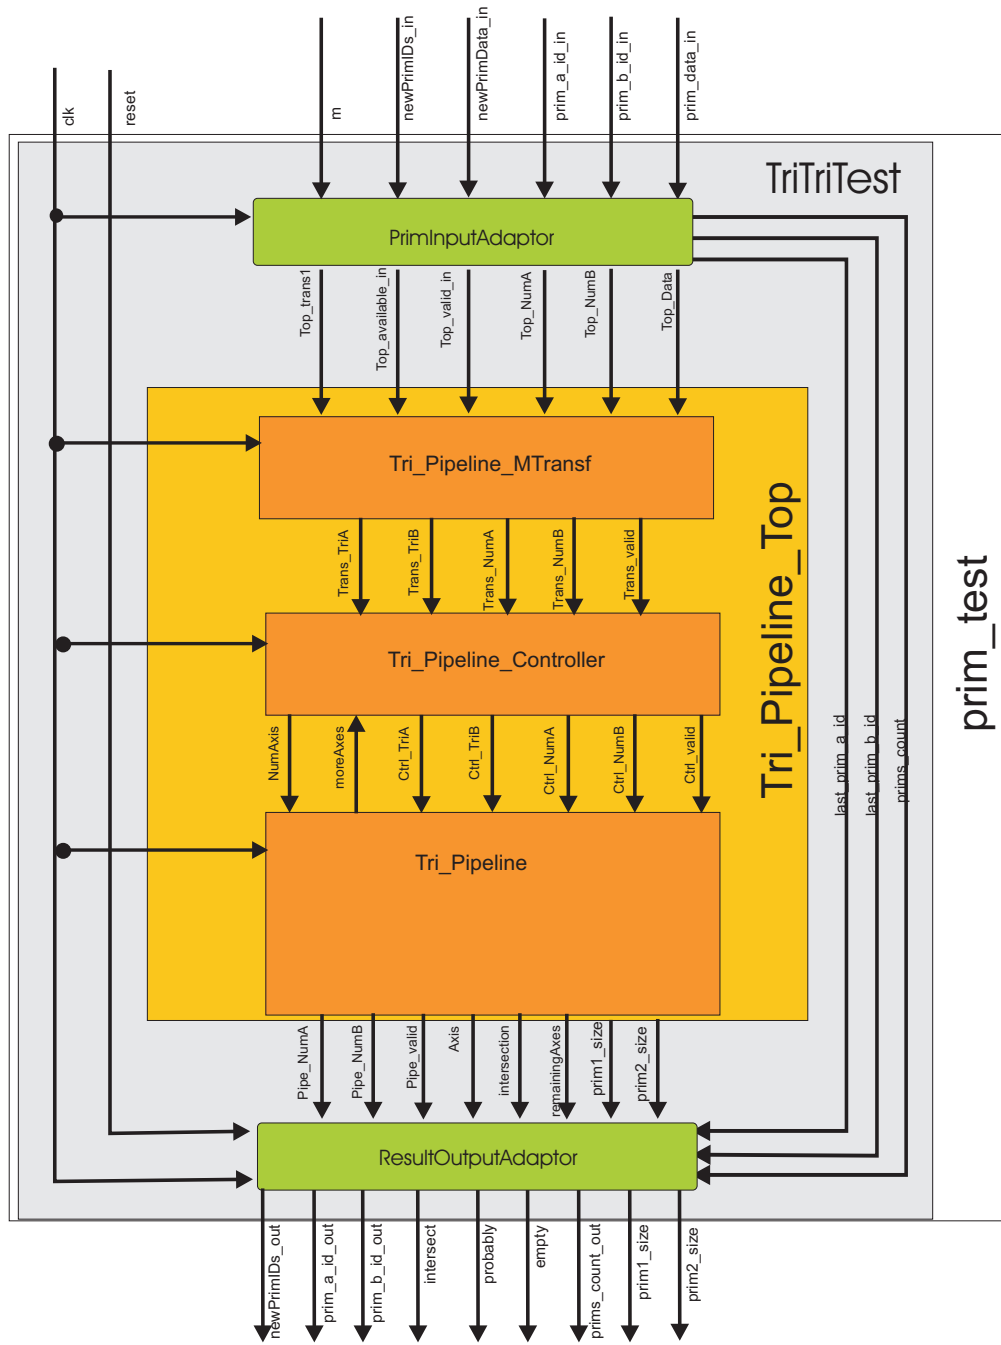 clk
reset
m
newPrimIDs_in
newPrimData_in
prim_a_id_in
prim_b_id_in
prim_data_in
TriTriTest
PrimInputAdaptor
Top_trans1
Top_available_in
Top_valid_in
Top_NumA
Top_NumB
Top_Data
Tri_Pipeline_MTransf
Trans_TriA
Trans_TriB
Trans_NumA
Trans_NumB
Trans_valid
Tri_Pipeline_Top
prim_test
Tri_Pipeline_Controller
NumAxis
moreAxes
Ctrl_TriA
Ctrl_TriB
Ctrl_NumA
Ctrl_NumB
Ctrl_valid
last_prim_a_id
last_prim_b_id
prims_count
Tri_Pipeline
Pipe_NumA
Pipe_NumB
Pipe_valid
Axis
intersection
remainingAxes
prim1_size
prim2_size
ResultOutputAdaptor
newPrimIDs_out
prim_a_id_out
prim_b_id_out
intersect
probably
empty
prims_count_out
prim1_size
prim2_size